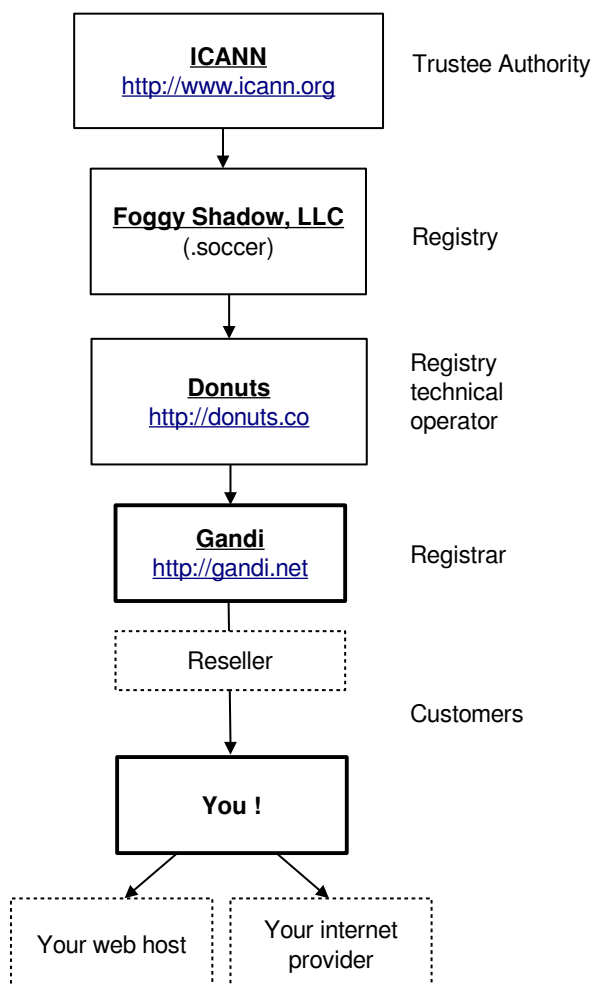 ICANN
http://www.icann.org
Trustee Authority
Foggy Shadow, LLC
(.soccer)
Registry
Donuts
http://donuts.co
Registry
technical
operator
Gandi
http://gandi.net
Registrar
Reseller
Customers
You !
Your web host
Your internet
provider